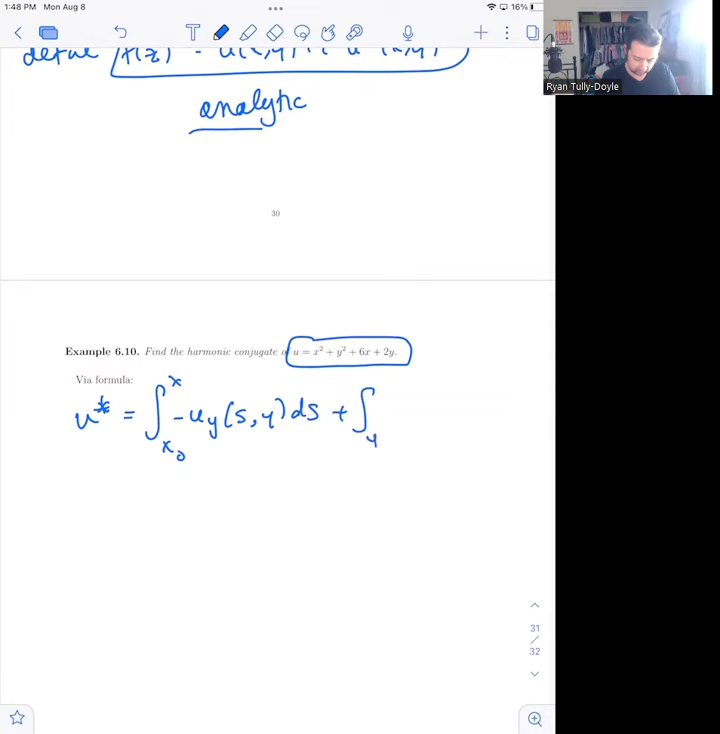 1:48 PM Mon Aug 8
16%
T
Ryan Tully-Doyle
define f(z) = u(x,y) + i u*(x,y)
analytic
30
Example 6.10. Find the harmonic conjugate of u = x² + y² + 6x + 2y.
Via formula:
u* = ∫_{x₀}^{x} -u_y(s,y)ds + ∫_{y}
31
/
32